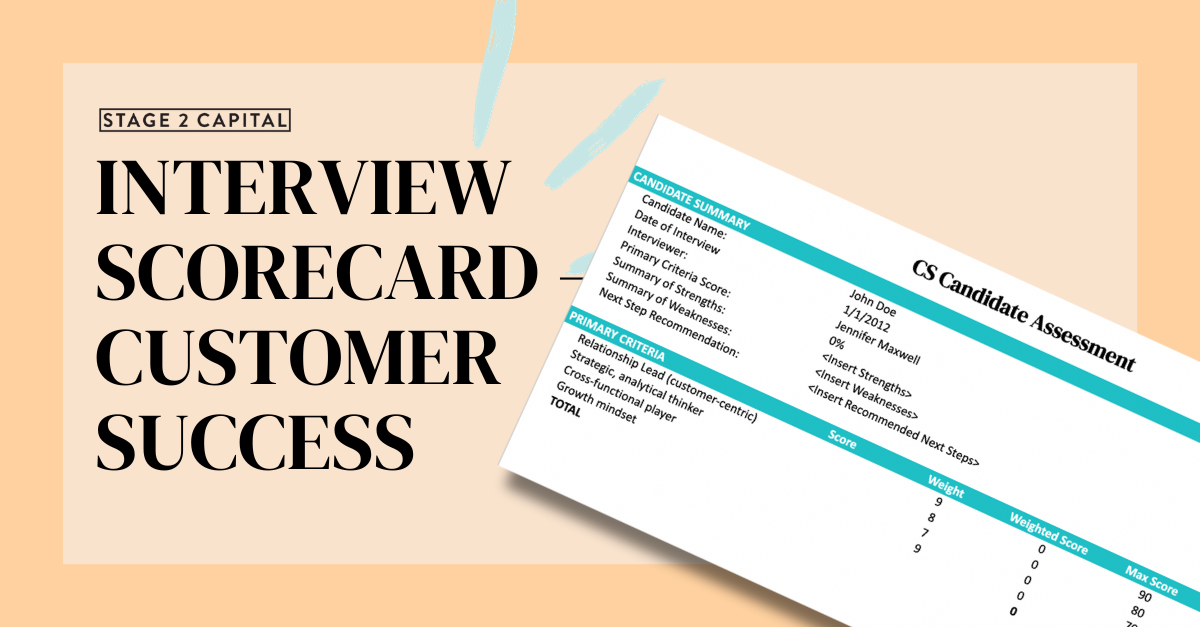 STAGE 2 CAPITAL
INTERVIEW
SCORECARD –
CUSTOMER
SUCCESS
CS Candidate Assessment
CANDIDATE SUMMARY
Candidate Name: John Doe
Date of Interview 1/1/2012
Interviewer: Jennifer Maxwell
Primary Criteria Score: 0%
Summary of Strengths: <Insert Strengths>
Summary of Weaknesses: <Insert Weaknesses>
Next Step Recommendation: <Insert Recommended Next Steps>
PRIMARY CRITERIA Score Weight Weighted Score Max Score
Relationship Lead (customer-centric) 9 0 90
Strategic, analytical thinker 8 0 80
Cross-functional player 7 0
Growth mindset 9 0
TOTAL 0